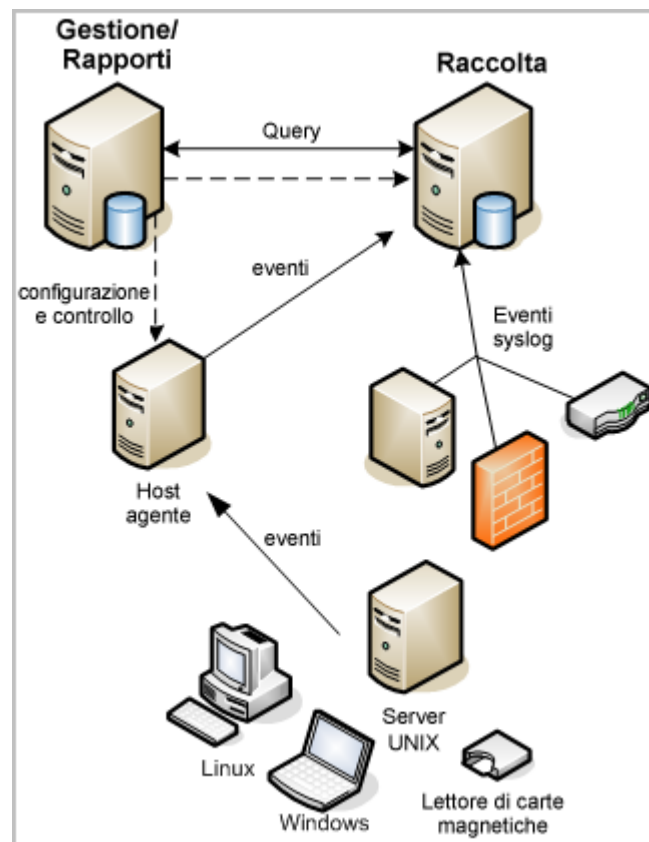 Gestione/
Rapporti
Raccolta
Query
eventi
configurazione
e controllo
Eventi
syslog
Host
agente
eventi
Server
UNIX
Linux
Windows
Lettore di carte
magnetiche